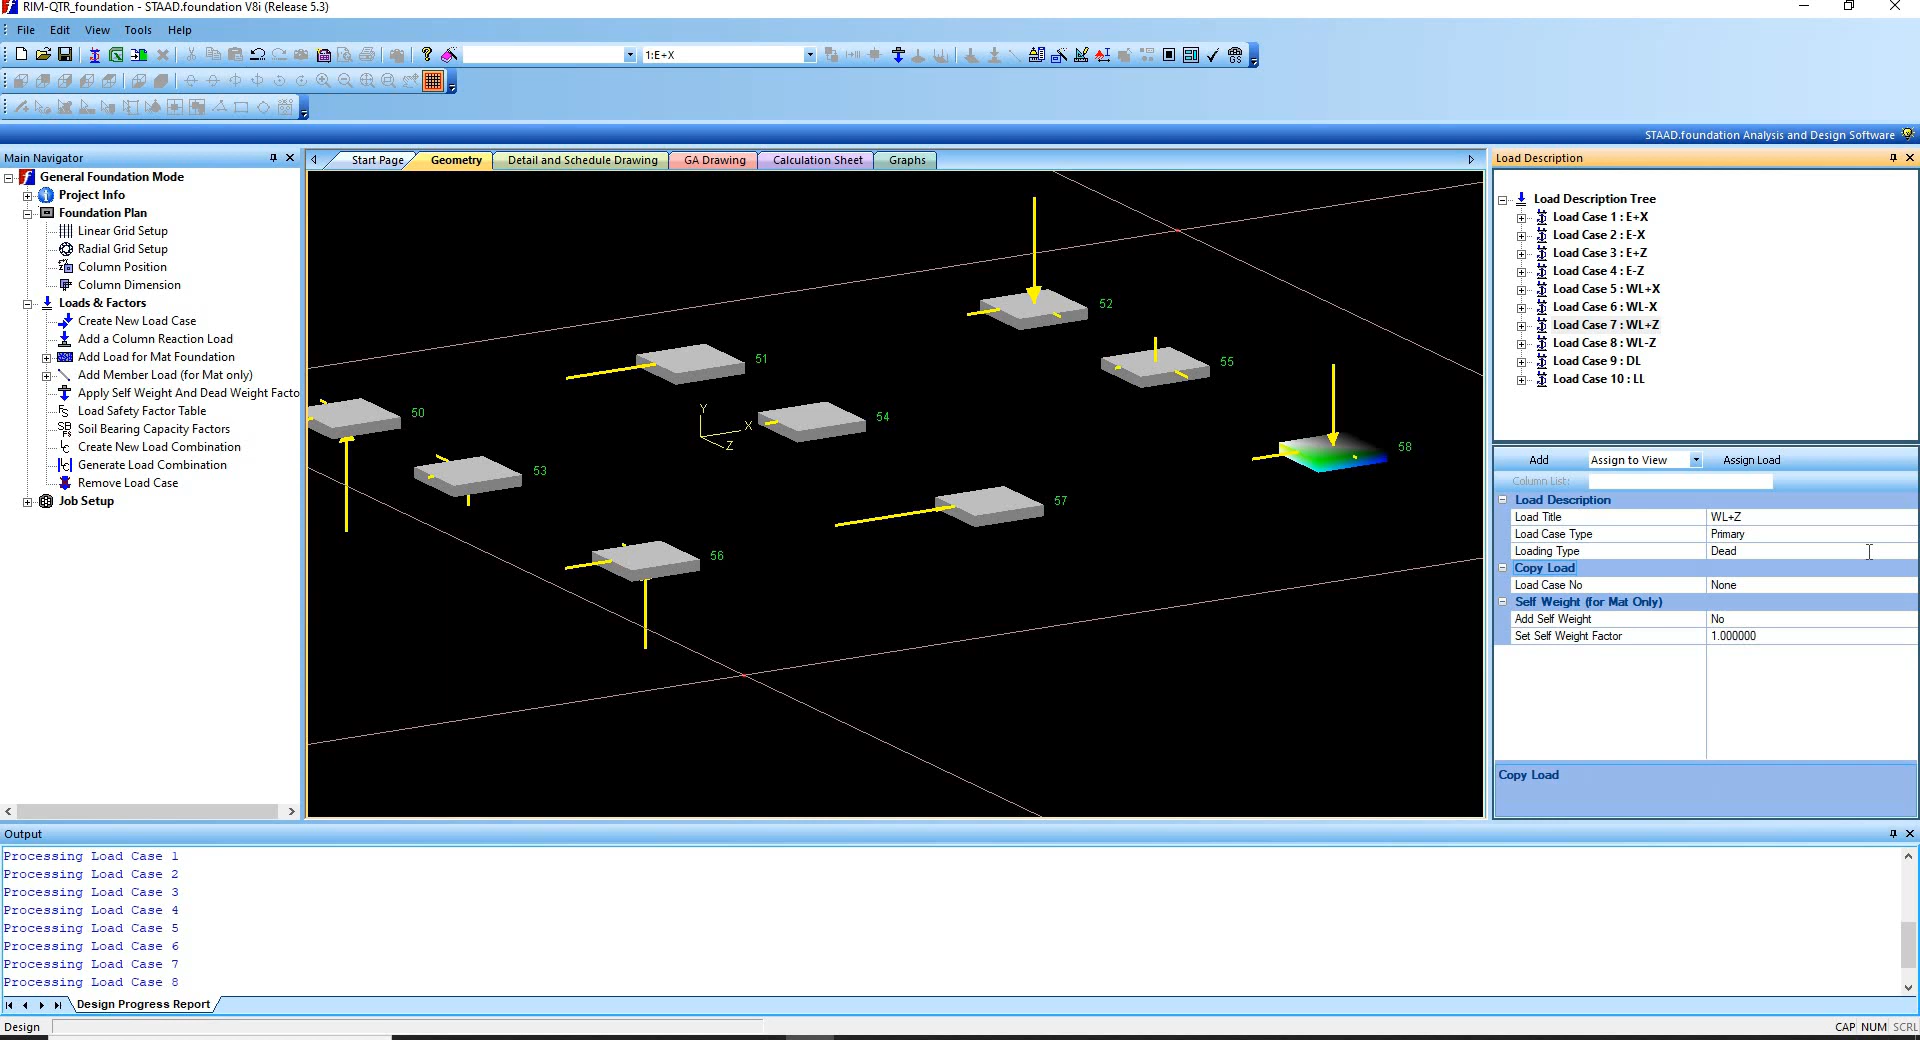 RIM-QTR_foundation - STAAD.foundation V8i (Release 5.3)
File Edit View Tools Help
1:E+X
STAAD.foundation Analysis and Design Software
Main Navigator
General Foundation Mode
Project Info
Foundation Plan
Linear Grid Setup
Radial Grid Setup
Column Position
Column Dimension
Loads & Factors
Create New Load Case
Add a Column Reaction Load
Add Load for Mat Foundation
Add Member Load (for Mat only)
Apply Self Weight And Dead Weight Facto
Load Safety Factor Table
Soil Bearing Capacity Factors
Create New Load Combination
Generate Load Combination
Remove Load Case
Job Setup
Start Page Geometry Detail and Schedule Drawing GA Drawing Calculation Sheet Graphs
52
51
55
50
54
58
53
57
56
Y
X
Z
Load Description
Load Description Tree
Load Case 1 : E+X
Load Case 2 : E-X
Load Case 3 : E+Z
Load Case 4 : E-Z
Load Case 5 : WL+X
Load Case 6 : WL-X
Load Case 7 : WL+Z
Load Case 8 : WL-Z
Load Case 9 : DL
Load Case 10 : LL
Add Assign to View Assign Load
Column List:
Load Description
Load Title WL+Z
Load Case Type Primary
Loading Type Dead
Copy Load
Load Case No None
Self Weight (for Mat Only)
Add Self Weight No
Set Self Weight Factor 1.000000
Copy Load
Output
Processing Load Case 1
Processing Load Case 2
Processing Load Case 3
Processing Load Case 4
Processing Load Case 5
Processing Load Case 6
Processing Load Case 7
Processing Load Case 8
Design Progress Report
Design
CAP NUM SCRL